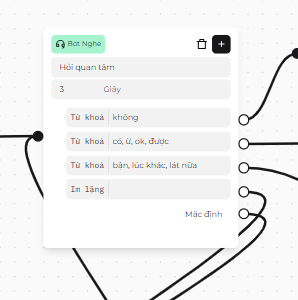 Bot Nghe
Hỏi quan tâm
3 Giây
Từ khoá không
Từ khoá có, ừ, ok, được
Từ khoá bận, lúc khác, lát nữa
Im lặng
Mặc định